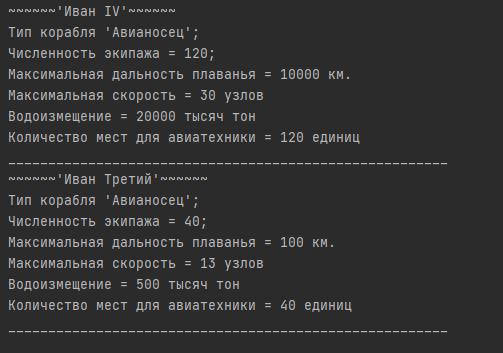 ~~~~~~'Иван IV'~~~~~~
Тип корабля 'Авианосец';
Численность экипажа = 120;
Максимальная дальность плаванья = 10000 км.
Максимальная скорость = 30 узлов
Водоизмещение = 20000 тысяч тон
Количество мест для авиатехники = 120 единиц
_______________________________________________________
~~~~~~'Иван Третий'~~~~~~
Тип корабля 'Авианосец';
Численность экипажа = 40;
Максимальная дальность плаванья = 100 км.
Максимальная скорость = 13 узлов
Водоизмещение = 500 тысяч тон
Количество мест для авиатехники = 40 единиц
_______________________________________________________